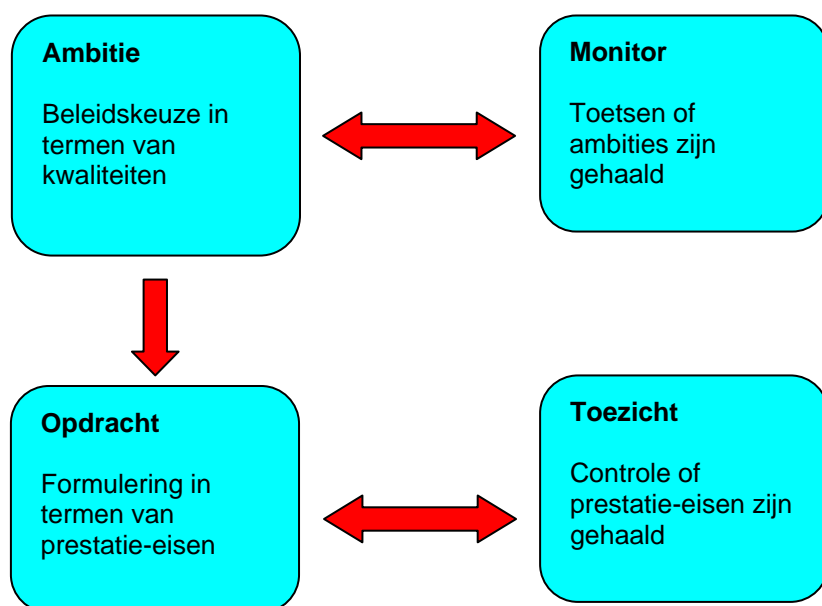 Ambitie
Beleidskeuze in
termen van
kwaliteiten
Monitor
Toetsen of
ambities zijn
gehaald
Opdracht
Formulering in
termen van
prestatie-eisen
Toezicht
Controle of
prestatie-eisen zijn
gehaald